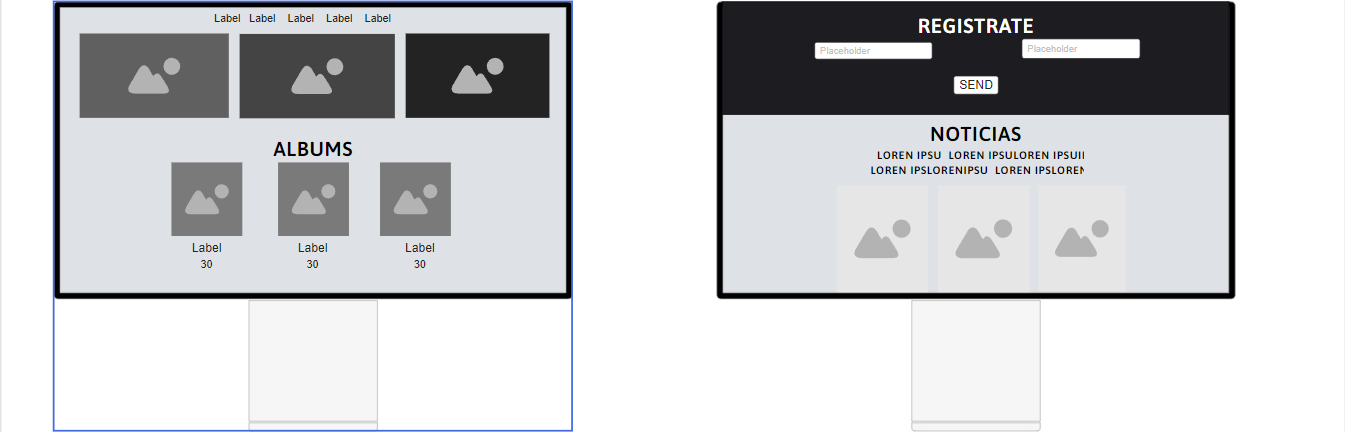 Label Label Label Label Label
ALBUMS
Label Label Label
30 30 30
REGISTRATE
Placeholder Placeholder
SEND
NOTICIAS
LOREN IPSU LOREN IPSULOREN IPSUII
LOREN IPSLORENIPSU LOREN IPSLOREN